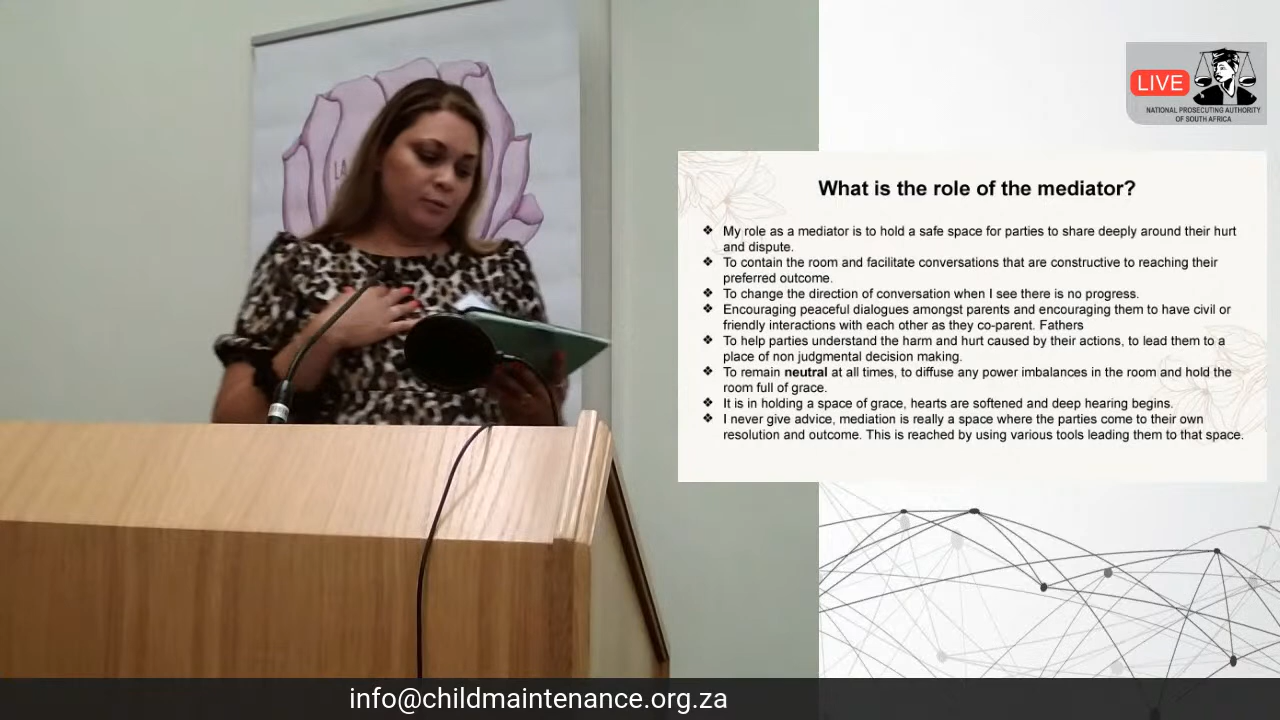 LA
LIVE
NATIONAL PROSECUTING AUTHORITY
OF SOUTH AFRICA
What is the role of the mediator?
❖ My role as a mediator is to hold a safe space for parties to share deeply around their hurt
and dispute.
❖ To contain the room and facilitate conversations that are constructive to reaching their
preferred outcome.
❖ To change the direction of conversation when I see there is no progress.
❖ Encouraging peaceful dialogues amongst parents and encouraging them to have civil or
friendly interactions with each other as they co-parent. Fathers
❖ To help parties understand the harm and hurt caused by their actions, to lead them to a
place of non judgmental decision making.
❖ To remain neutral at all times, to diffuse any power imbalances in the room and hold the
room full of grace.
❖ It is in holding a space of grace, hearts are softened and deep hearing begins.
❖ I never give advice, mediation is really a space where the parties come to their own
resolution and outcome. This is reached by using various tools leading them to that space.
info@childmaintenance.org.za